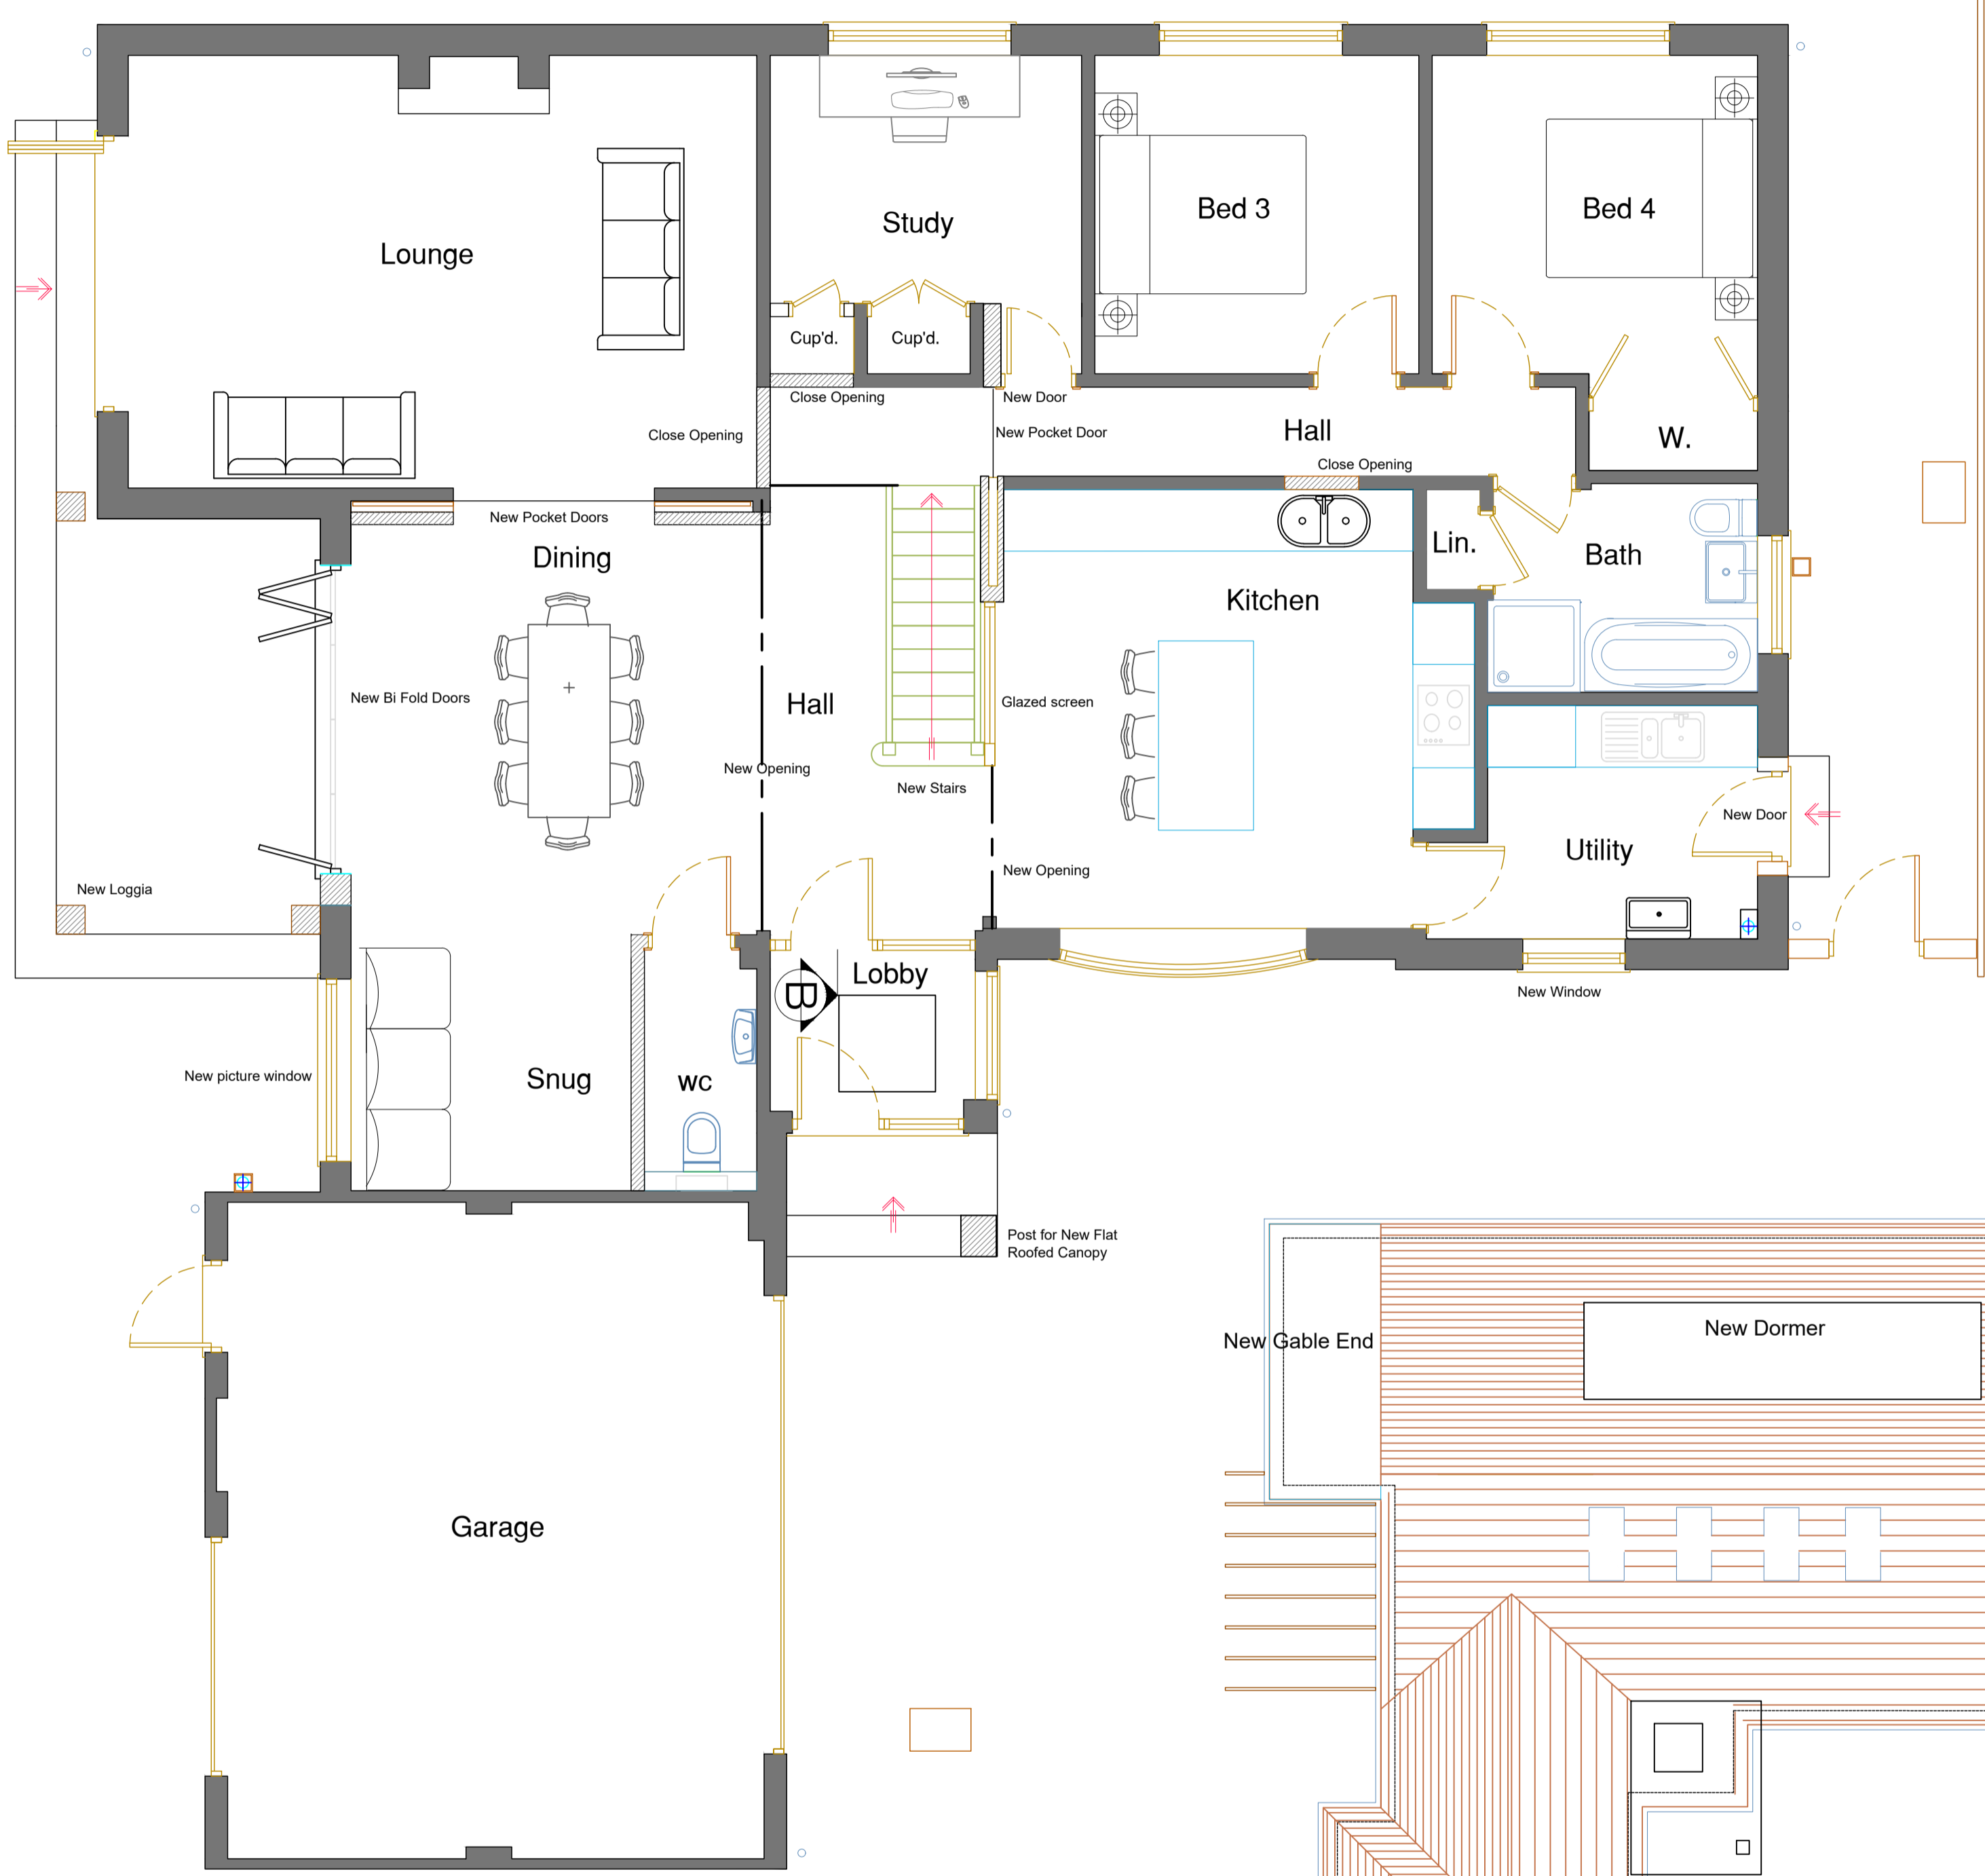 Lounge
Study
Bed 3
Bed 4
Cup'd.
Cup'd.
Close Opening
New Door
Close Opening
New Pocket Door
Hall
W.
Close Opening
New Pocket Doors
Dining
Lin.
Bath
Kitchen
New Bi Fold Doors
Hall
Glazed screen
New Opening
New Stairs
New Door
Utility
New Opening
New Loggia
Lobby
B
New Window
New picture window
Snug
wc
Post for New Flat
Roofed Canopy
New Gable End
New Dormer
Garage